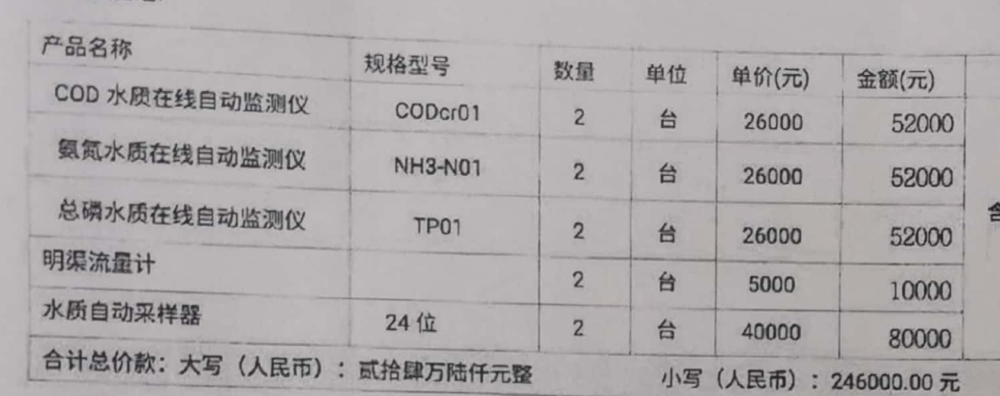 产品名称 规格型号 数量 单位 单价(元) 金额(元)
COD 水质在线自动监测仪 CODcr01 2 台 26000 52000
氨氮水质在线自动监测仪 NH3-N01 2 台 26000 52000
总磷水质在线自动监测仪 TP01 2 台 26000 52000
明渠流量计 2 台 5000 10000
水质自动采样器 24 位 2 台 40000 80000
合计总价款：大写（人民币）：贰拾肆万陆仟元整 小写（人民币）：246000.00 元